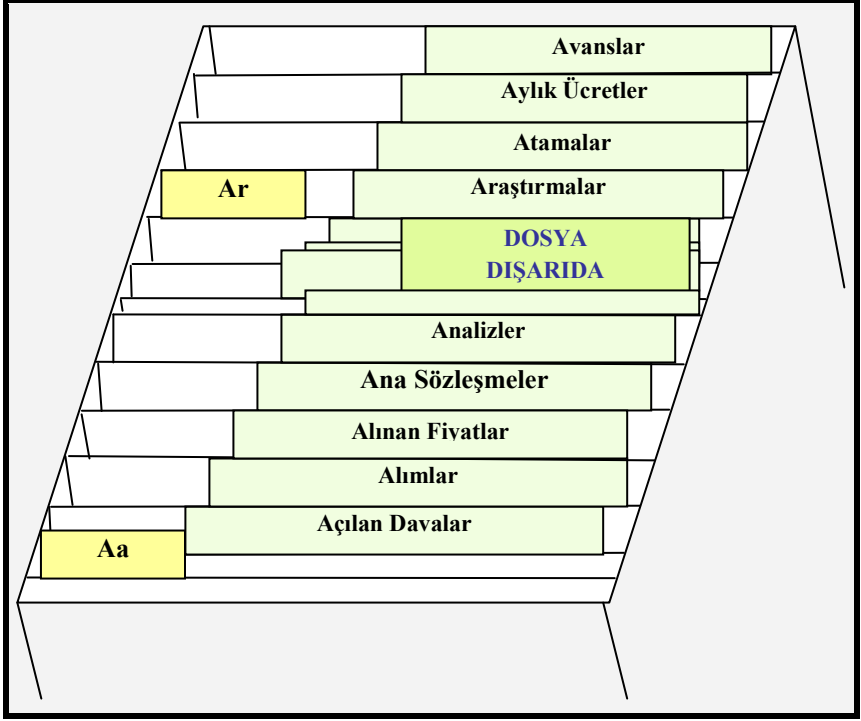 Avanslar
Aylık Ücretler
Atamalar
Ar
Araştırmalar
DOSYA
DIŞARIDA
Analizler
Ana Sözleşmeler
Alınan Fiyatlar
Alımlar
Açılan Davalar
Aa